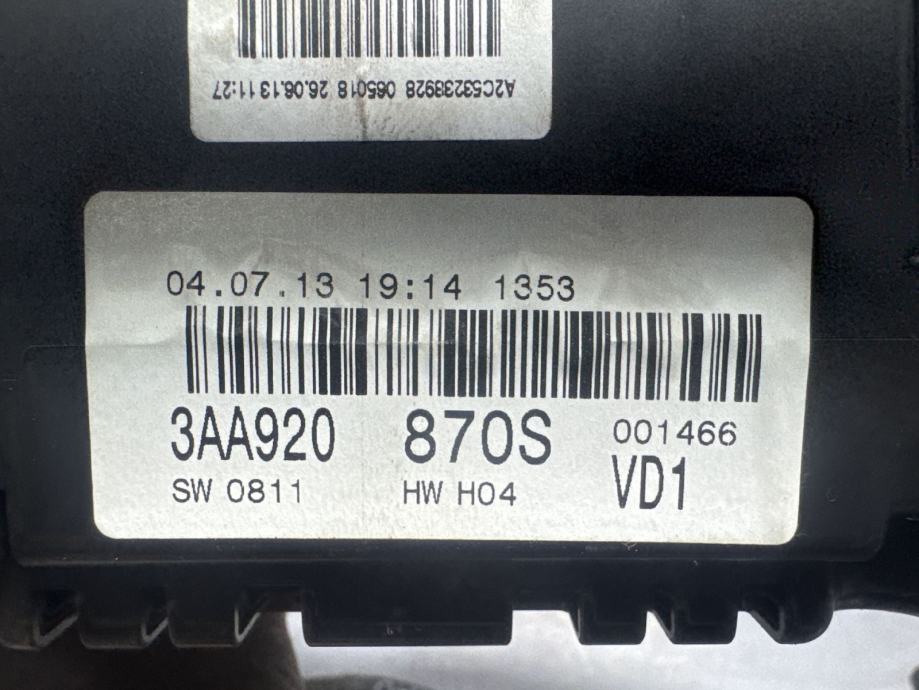 A2C53238928 065018 26.06.13 11:27
04.07.13 19:14 1353
3AA920 870S 001466
SW 0811 HW H04 VD1